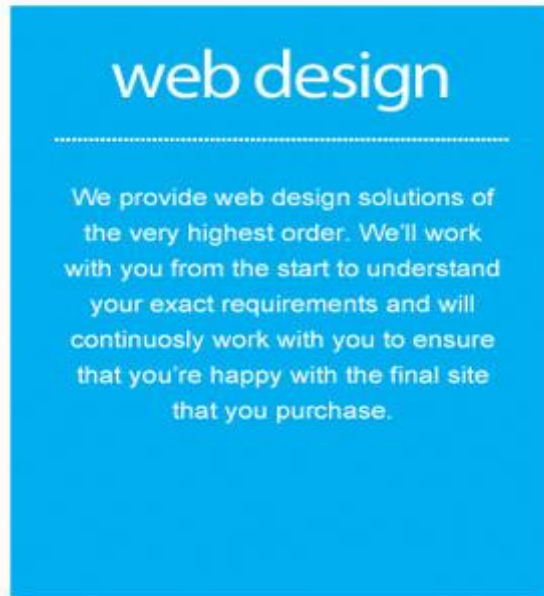 web design
We provide web design solutions of
the very highest order. We'll work
with you from the start to understand
your exact requirements and will
continuosly work with you to ensure
that you're happy with the final site
that you purchase.